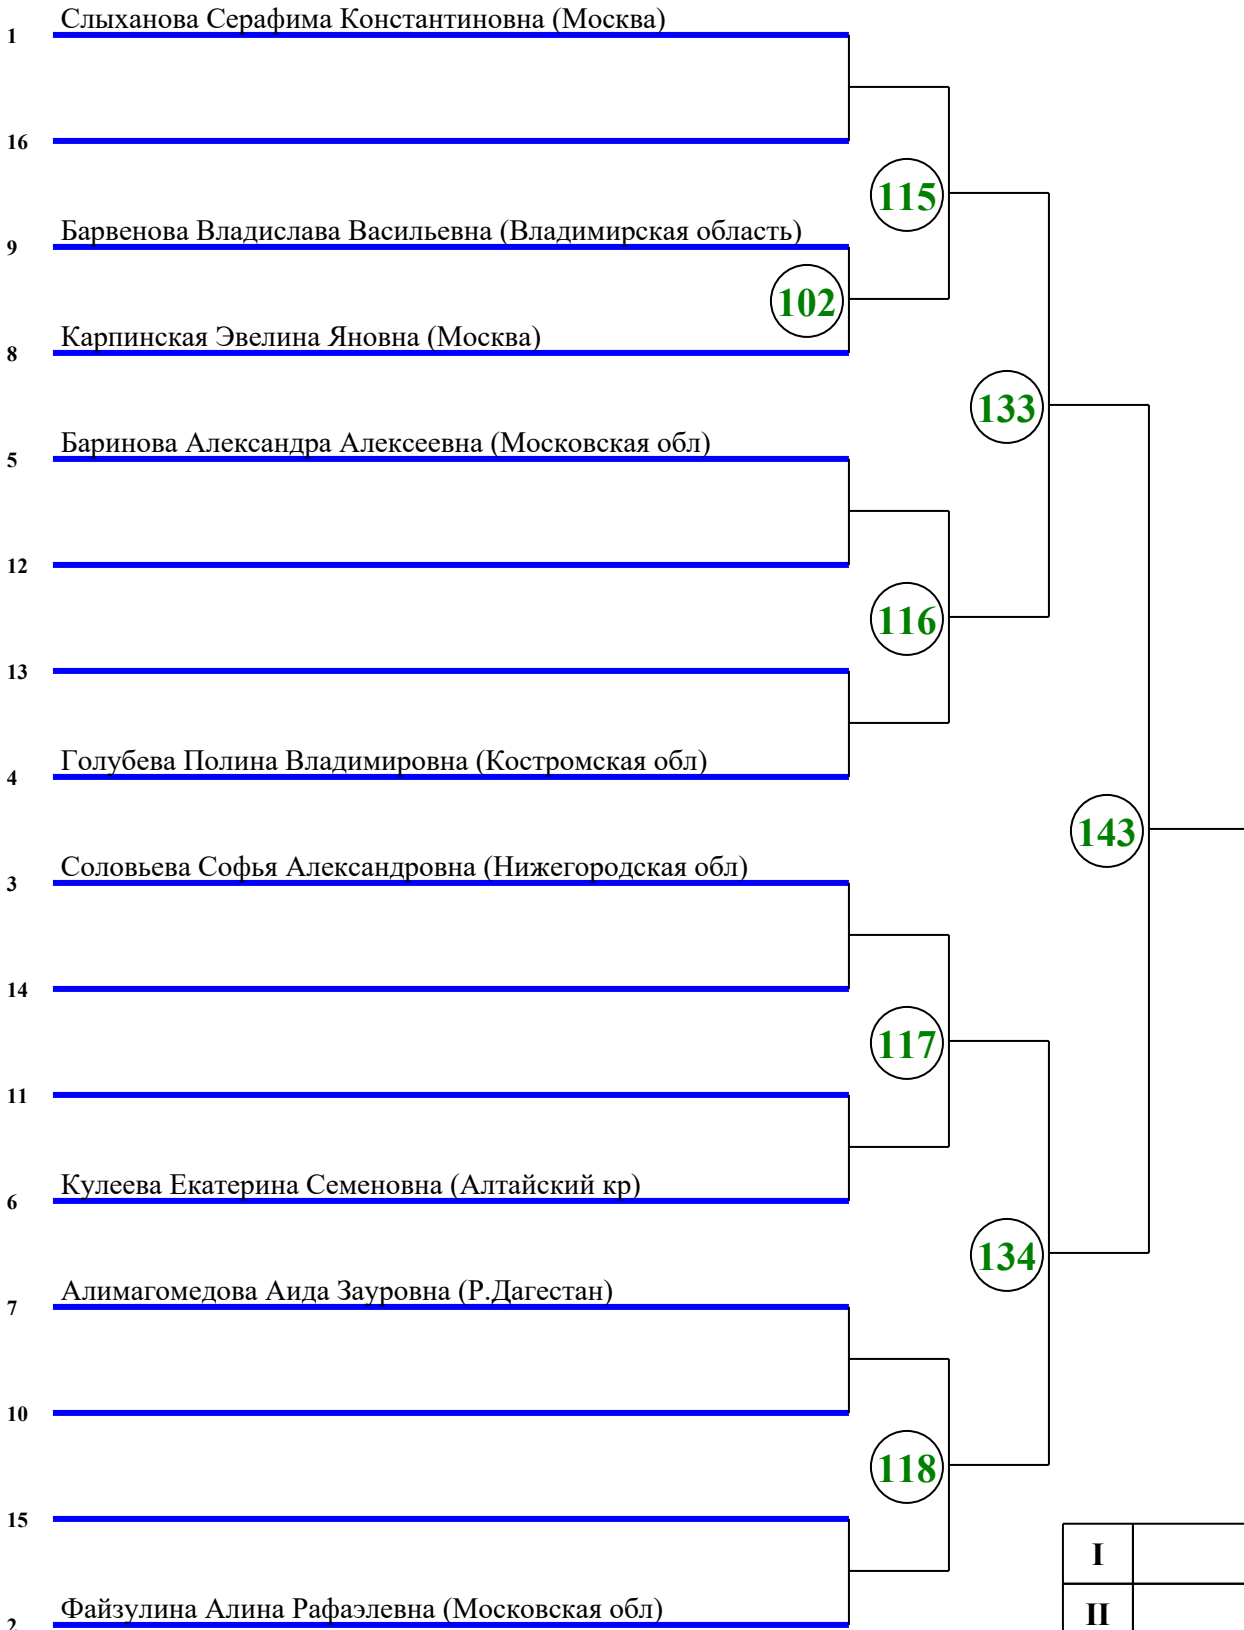 Слыханова Серафима Константиновна (Москва)
1
16
115
Барвенова Владислава Васильевна (Владимирская область)
9
102
Карпинская Эвелина Яновна (Москва)
8
133
Баринова Александра Алексеевна (Московская обл)
5
12
116
13
Голубева Полина Владимировна (Костромская обл)
4
143
Соловьева Софья Александровна (Нижегородская обл)
3
14
117
11
Кулеева Екатерина Семеновна (Алтайский кр)
6
134
Алимагомедова Аида Зауровна (Р.Дагестан)
7
10
118
15
I
Файзулина Алина Рафаэлевна (Московская обл)
2
II